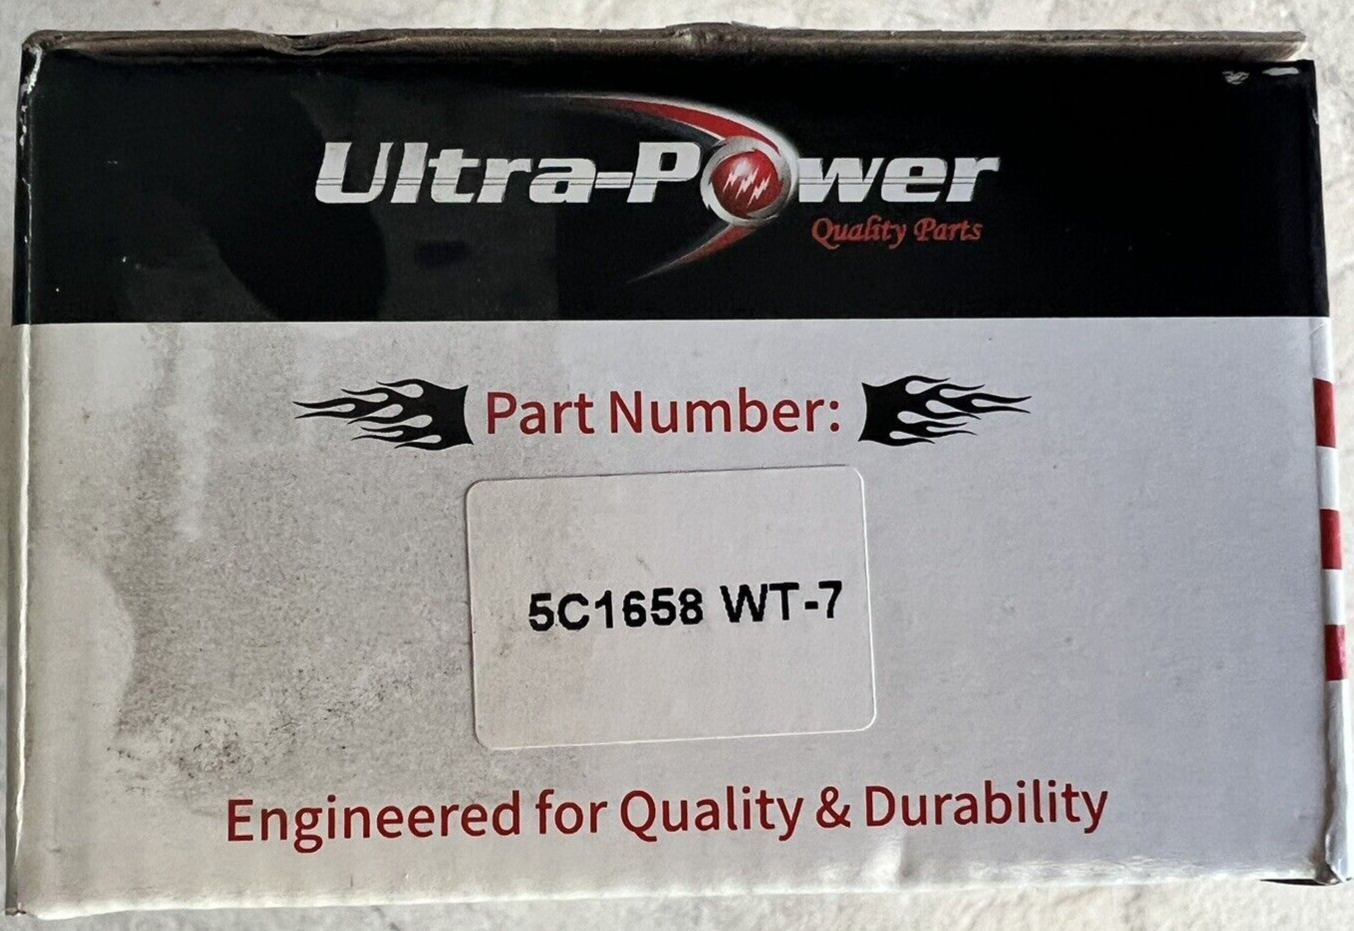 Ultra-Power
Quality Parts
Part Number:
5C1658 WT-7
Engineered for Quality & Durability